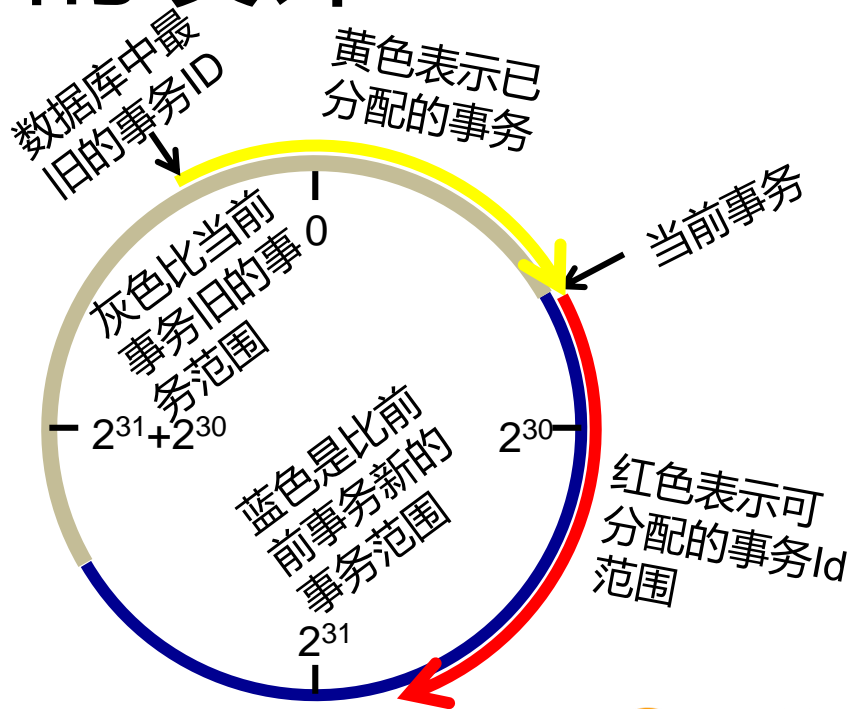 数据库中最
旧的事务ID
黄色表示已
分配的事务
当前事务
0
灰色比当前
事务旧的事
务范围
2³¹+2³⁰
2³⁰
蓝色是比前
前事务新的
事务范围
红色表示可
分配的事务Id
范围
2³¹